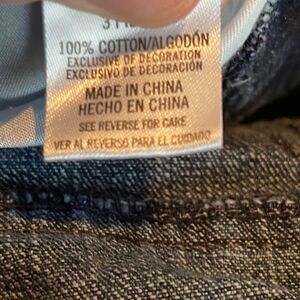 100% COTTON/ALGODÓN
EXCLUSIVE OF DECORATION
EXCLUSIVO DE DECORACIÓN
MADE IN CHINA
HECHO EN CHINA
SEE REVERSE FOR CARE
VER AL REVERSO PARA EL CUIDADO